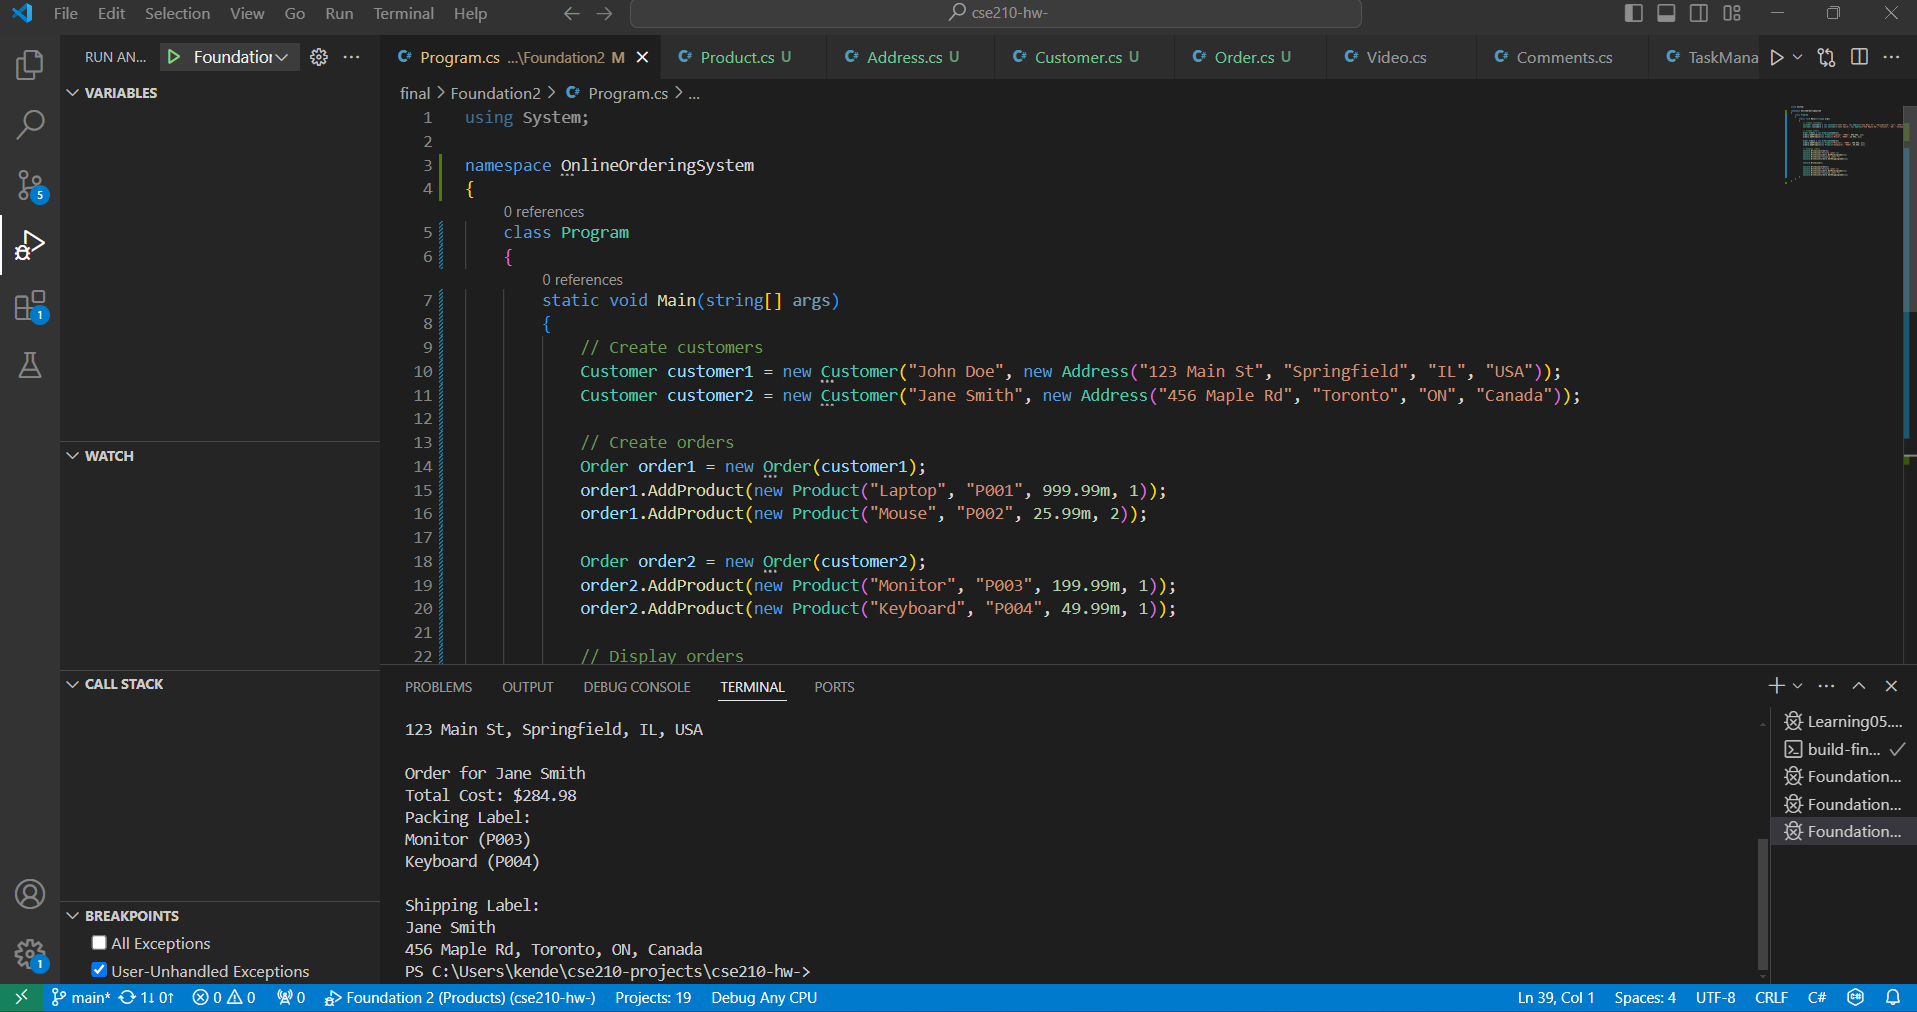 File Edit Selection View Go Run Terminal Help
cse210-hw-
RUN AN... Foundation
VARIABLES
WATCH
CALL STACK
BREAKPOINTS
All Exceptions
User-Unhandled Exceptions
5
1
1
Program.cs ...\Foundation2 M Product.cs U Address.cs U Customer.cs U Order.cs U Video.cs Comments.cs TaskMana
final > Foundation2 > Program.cs > ...
1 using System;
2
3 namespace OnlineOrderingSystem
4 {
0 references
5 class Program
6 {
0 references
7 static void Main(string[] args)
8 {
9 // Create customers
10 Customer customer1 = new Customer("John Doe", new Address("123 Main St", "Springfield", "IL", "USA"));
11 Customer customer2 = new Customer("Jane Smith", new Address("456 Maple Rd", "Toronto", "ON", "Canada"));
12
13 // Create orders
14 Order order1 = new Order(customer1);
15 order1.AddProduct(new Product("Laptop", "P001", 999.99m, 1));
16 order1.AddProduct(new Product("Mouse", "P002", 25.99m, 2));
17
18 Order order2 = new Order(customer2);
19 order2.AddProduct(new Product("Monitor", "P003", 199.99m, 1));
20 order2.AddProduct(new Product("Keyboard", "P004", 49.99m, 1));
21
22 // Display orders
PROBLEMS OUTPUT DEBUG CONSOLE TERMINAL PORTS
123 Main St, Springfield, IL, USA
Order for Jane Smith
Total Cost: $284.98
Packing Label:
Monitor (P003)
Keyboard (P004)
Shipping Label:
Jane Smith
456 Maple Rd, Toronto, ON, Canada
PS C:\Users\kende\cse210-projects\cse210-hw->
Learning05....
build-fin...
Foundation...
Foundation...
Foundation...
main* 1↓ 0↑ 0 0 0 Foundation 2 (Products) (cse210-hw-) Projects: 19 Debug Any CPU Ln 39, Col 1 Spaces: 4 UTF-8 CRLF C#